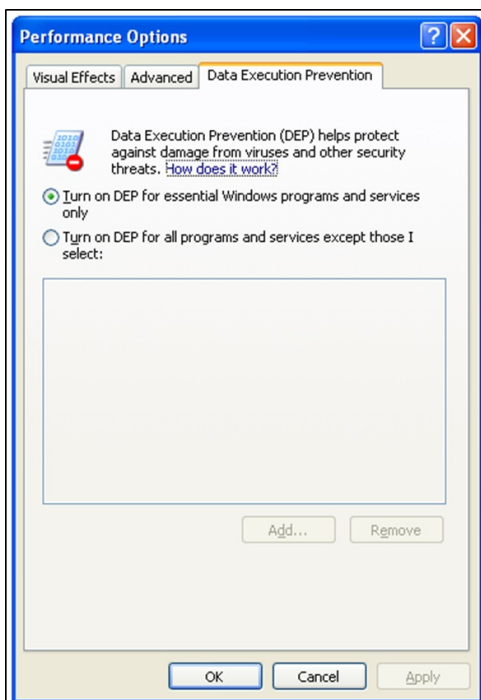 Performance Options
Visual Effects
Advanced
Data Execution Prevention
Data Execution Prevention (DEP) helps protect
against damage from viruses and other security
threats. How does it work?
Turn on DEP for essential Windows programs and services
only
Turn on DEP for all programs and services except those I
select:
Add...
Remove
OK
Cancel
Apply